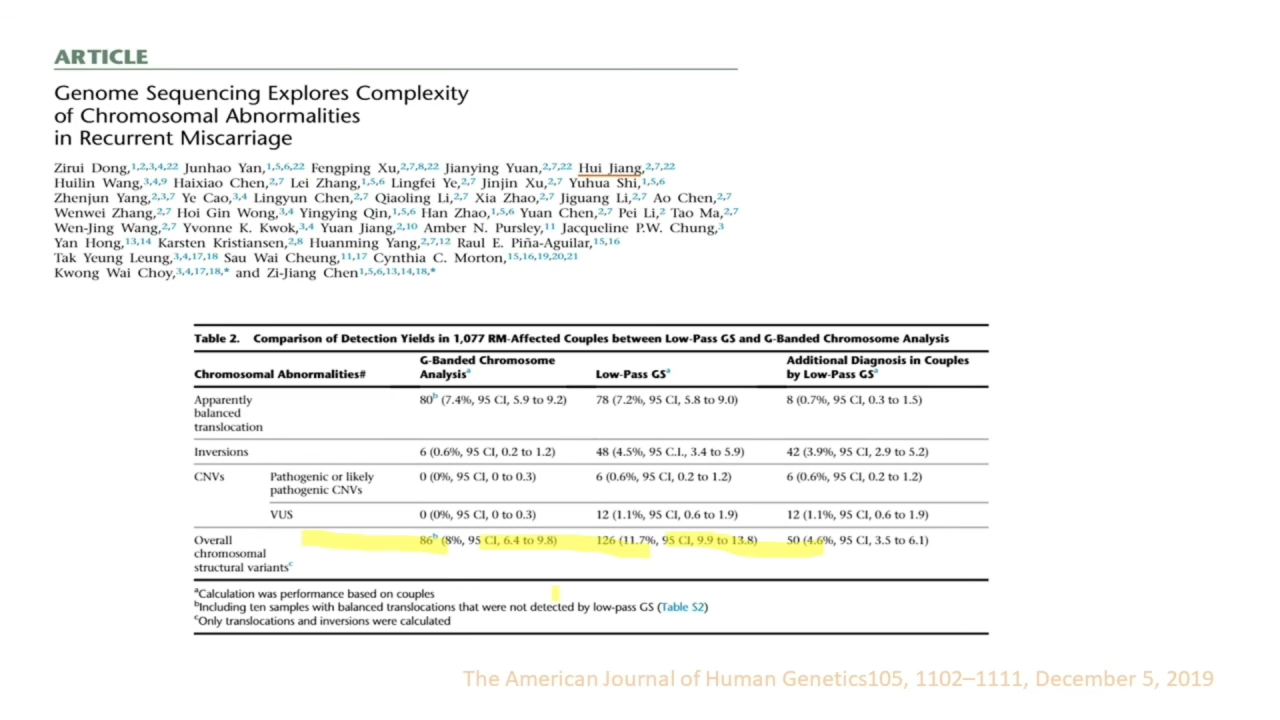 ARTICLE
Genome Sequencing Explores Complexity
of Chromosomal Abnormalities
in Recurrent Miscarriage
Zirui Dong,1,2,3,4,22 Junhao Yan,1,5,6,22 Fengping Xu,2,7,8,22 Jianying Yuan,2,7,22 Hui Jiang,2,7,22
Huilin Wang,3,4,9 Haixiao Chen,2,7 Lei Zhang,1,5,6 Lingfei Ye,2,7 Jinjin Xu,2,7 Yuhua Shi,1,5,6
Zhenjun Yang,2,3,7 Ye Cao,3,4 Lingyun Chen,2,7 Qiaoling Li,2,7 Xia Zhao,2,7 Jiguang Li,2,7 Ao Chen,2,7
Wenwei Zhang,2,7 Hoi Gin Wong,3,4 Yingying Qin,1,5,6 Han Zhao,1,5,6 Yuan Chen,2,7 Pei Li,2 Tao Ma,2,7
Wen-Jing Wang,2,7 Yvonne K. Kwok,3,4 Yuan Jiang,2,10 Amber N. Pursley,11 Jacqueline P.W. Chung,3
Yan Hong,13,14 Karsten Kristiansen,2,8 Huanming Yang,2,7,12 Raul E. Piña-Aguilar,15,16
Tak Yeung Leung,3,4,17,18 Sau Wai Cheung,11,17 Cynthia C. Morton,15,16,19,20,21
Kwong Wai Choy,3,4,17,18,* and Zi-Jiang Chen1,5,6,13,14,18,*
Table 2. Comparison of Detection Yields in 1,077 RM-Affected Couples between Low-Pass GS and G-Banded Chromosome Analysis
Chromosomal Abnormalities# G-Banded Chromosome Analysisa Low-Pass GSa Additional Diagnosis in Couples by Low-Pass GSa
Apparently balanced translocation 80b (7.4%, 95 CI, 5.9 to 9.2) 78 (7.2%, 95 CI, 5.8 to 9.0) 8 (0.7%, 95 CI, 0.3 to 1.5)
Inversions 6 (0.6%, 95 CI, 0.2 to 1.2) 48 (4.5%, 95 C.I., 3.4 to 5.9) 42 (3.9%, 95 CI, 2.9 to 5.2)
CNVs Pathogenic or likely pathogenic CNVs 0 (0%, 95 CI, 0 to 0.3) 6 (0.6%, 95 CI, 0.2 to 1.2) 6 (0.6%, 95 CI, 0.2 to 1.2)
VUS 0 (0%, 95 CI, 0 to 0.3) 12 (1.1%, 95 CI, 0.6 to 1.9) 12 (1.1%, 95 CI, 0.6 to 1.9)
Overall chromosomal structural variantsc 86b (8%, 95 CI, 6.4 to 9.8) 126 (11.7%, 95 CI, 9.9 to 13.8) 50 (4.6%, 95 CI, 3.5 to 6.1)
aCalculation was performance based on couples
bIncluding ten samples with balanced translocations that were not detected by low-pass GS (Table S2)
cOnly translocations and inversions were calculated
The American Journal of Human Genetics105, 1102–1111, December 5, 2019